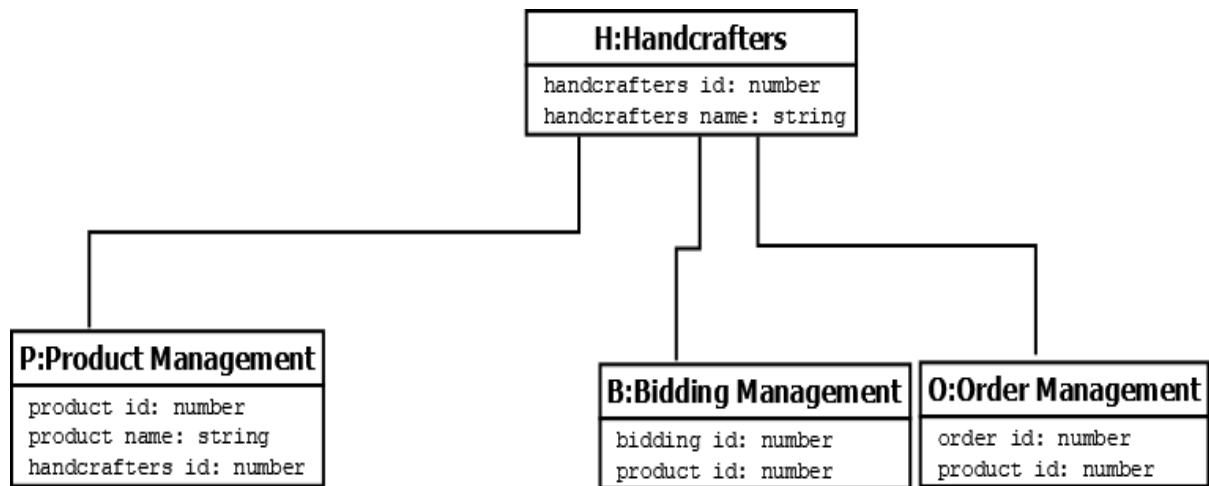 H:Handcrafters
handcrafters id: number
handcrafters name: string
P:Product Management
product id: number
product name: string
handcrafters id: number
B:Bidding Management
bidding id: number
product id: number
O:Order Management
order id: number
product id: number